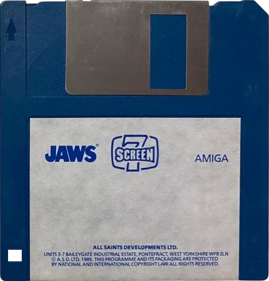 JAWS
SCREEN 7
AMIGA
ALL SAINTS DEVELOPMENTS LTD.
UNITS 3-7 BAILEYGATE INDUSTRIAL ESTATE, PONTEFRACT, WEST YORKSHIRE WF8 2LN
© A.S.D. LTD. 1989. THIS PROGRAMME AND ITS PACKAGING ARE PROTECTED
BY NATIONAL AND INTERNATIONAL COPYRIGHT LAW ALL RIGHTS RESERVED.